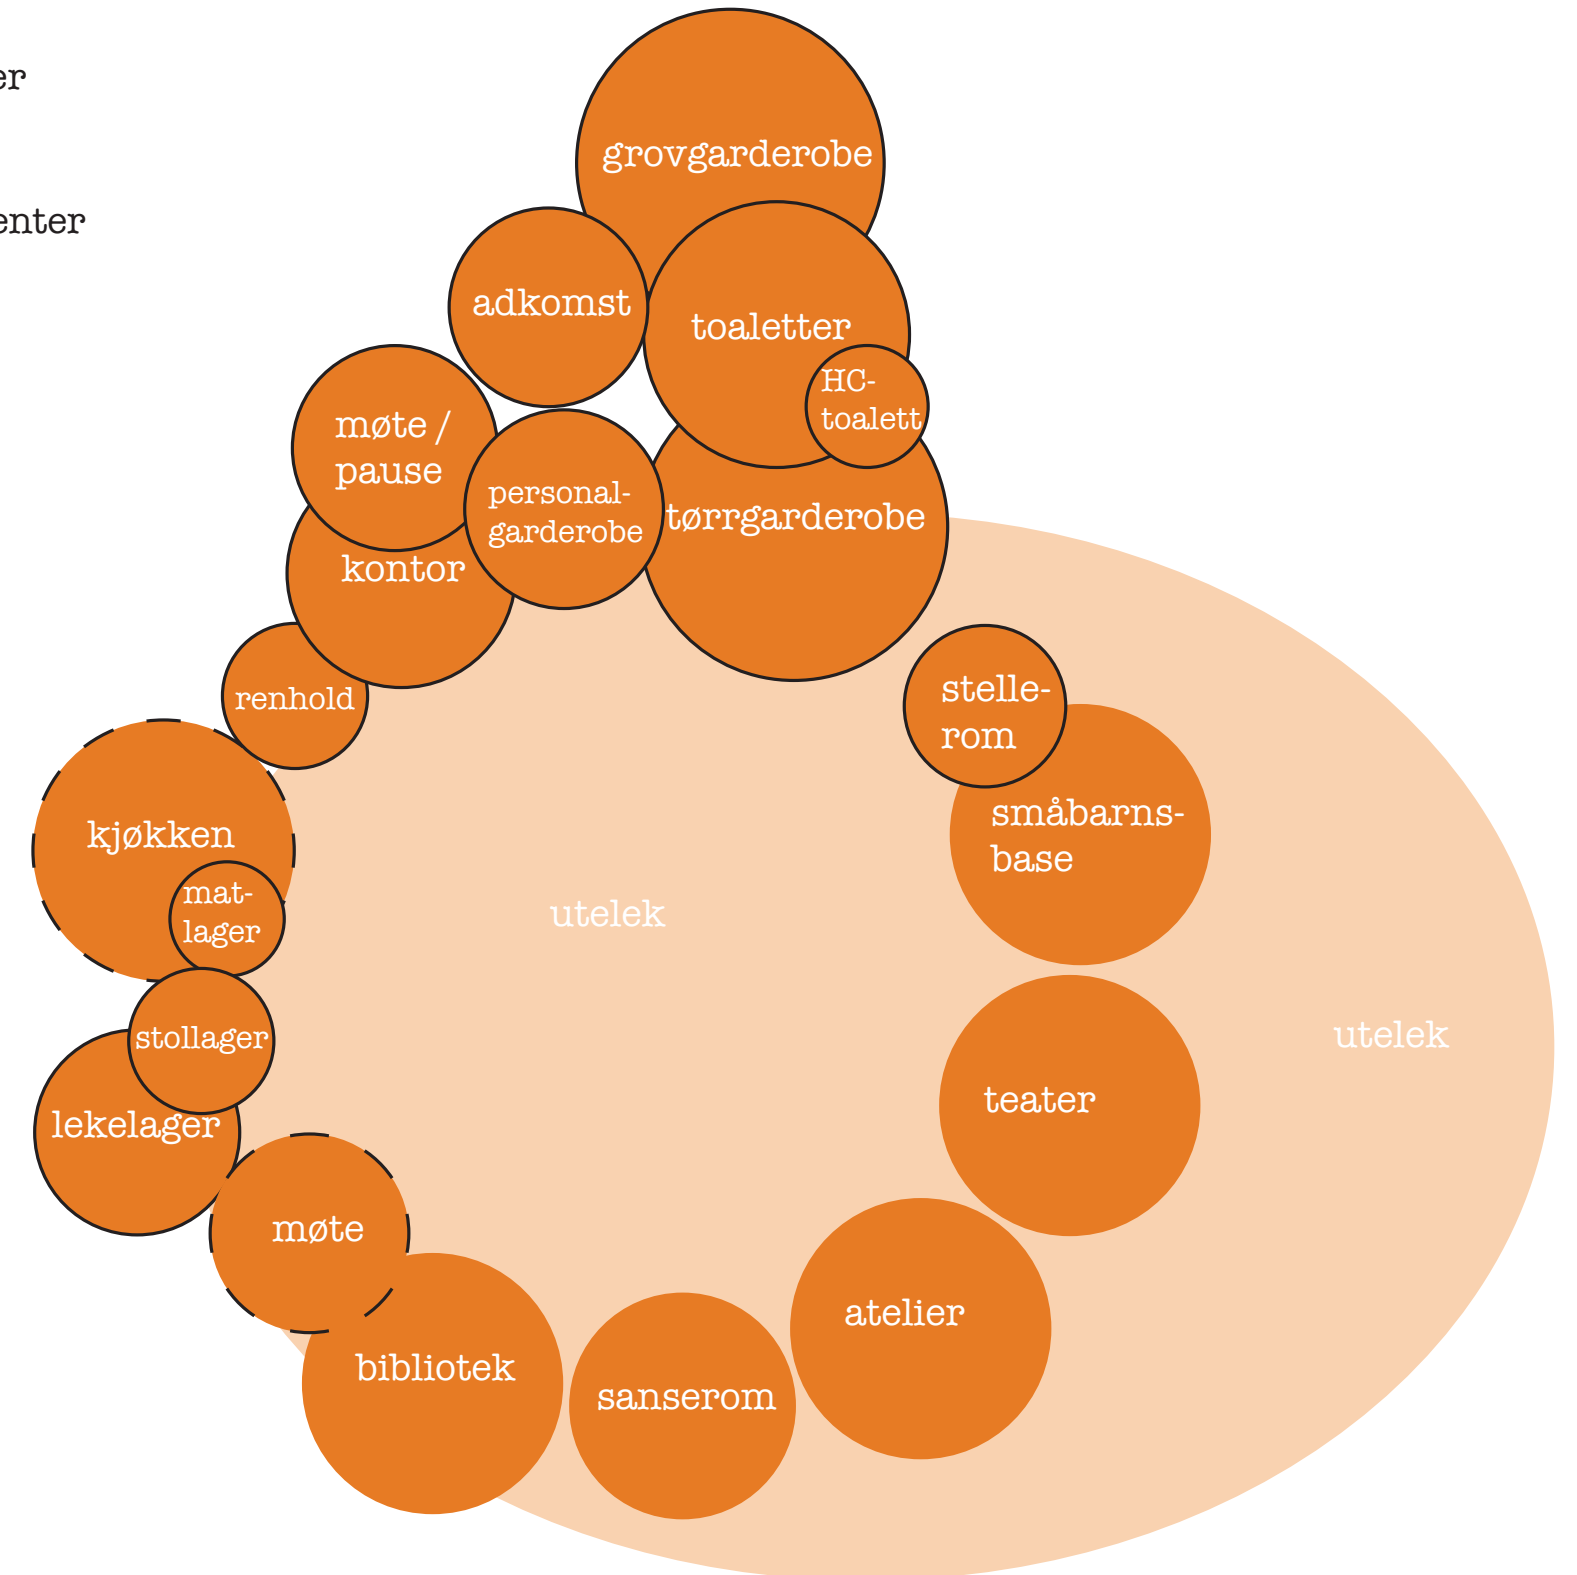 er
enter
grovgarderobe
adkomst
toaletter
HC-
toalett
møte /
pause
personal-
garderobe
tørrgarderobe
kontor
renhold
stelle-
rom
småbarns-
base
kjøkken
mat-
lager
utelek
utelek
stollager
lekelager
teater
møte
atelier
bibliotek
sanserom